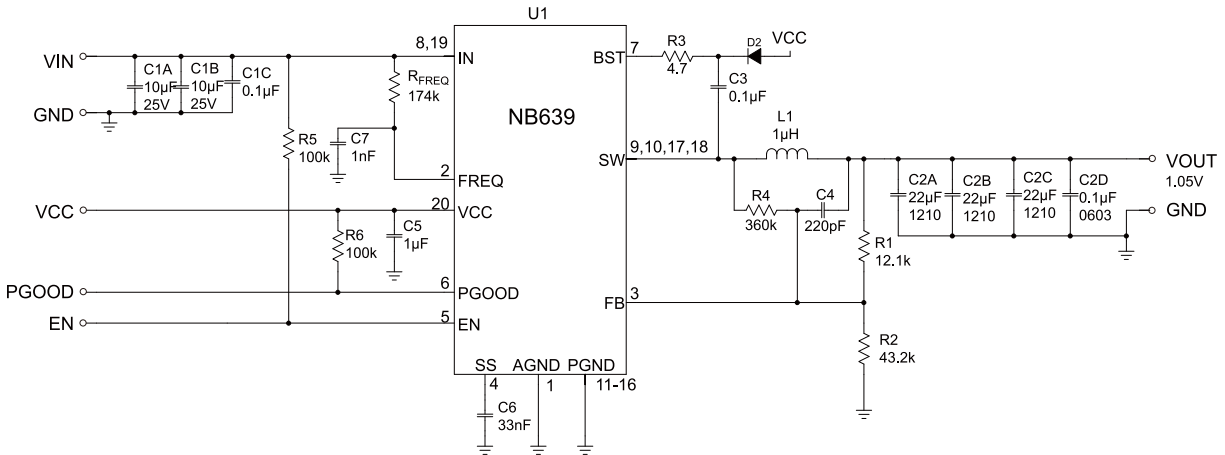 U1
NB639
VIN
GND
C1A
10µF
25V
C1B
10µF
25V
C1C
0.1µF
8,19
IN
RFREQ
174k
R5
100k
C7
1nF
2
FREQ
VCC
20
VCC
R6
100k
C5
1µF
PGOOD
6
PGOOD
EN
5
EN
SS
4
C6
33nF
AGND
1
PGND
11-16
BST
7
R3
4.7
D2
VCC
C3
0.1µF
SW
9,10,17,18
L1
1µH
R4
360k
C4
220pF
R1
12.1k
FB
3
R2
43.2k
C2A
22µF
1210
C2B
22µF
1210
C2C
22µF
1210
C2D
0.1µF
0603
VOUT
1.05V
GND